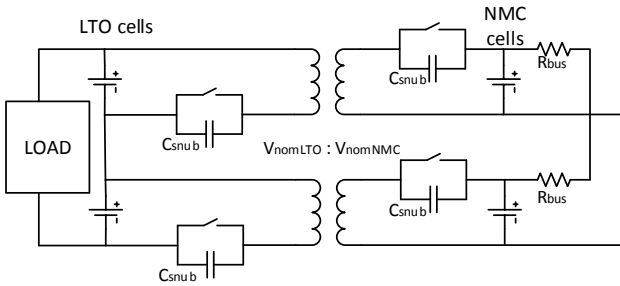 LTO cells
NMC
cells
Csnub
Rbus
LOAD
Csnub
VnomLTO : VnomNMC
Csnub
Rbus
Csnub